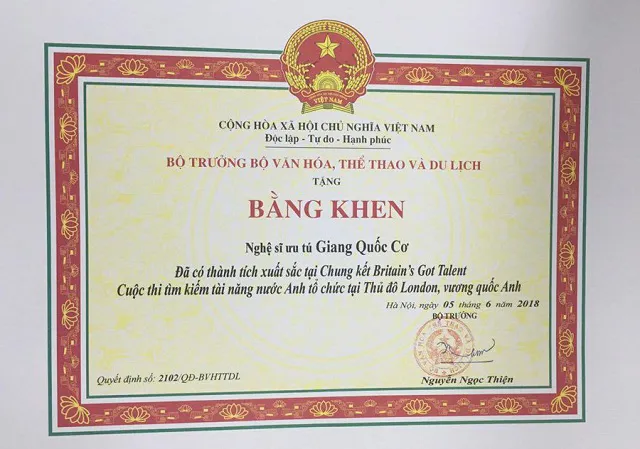 VIỆT NAM
CỘNG HÒA XÃ HỘI CHỦ NGHĨA VIỆT NAM
Độc lập - Tự do - Hạnh phúc
BỘ TRƯỞNG BỘ VĂN HÓA, THỂ THAO VÀ DU LỊCH
TẶNG
BẰNG KHEN
Nghệ sĩ ưu tú Giang Quốc Cơ
Đã có thành tích xuất sắc tại Chung kết Britain's Got Talent
Cuộc thi tìm kiếm tài năng nước Anh tổ chức tại Thủ đô London, vương quốc Anh
Hà Nội, ngày 05 tháng 6 năm 2018
BỘ TRƯỞNG
Quyết định số: 2102/QĐ-BVHTTDL
Nguyễn Ngọc Thiện